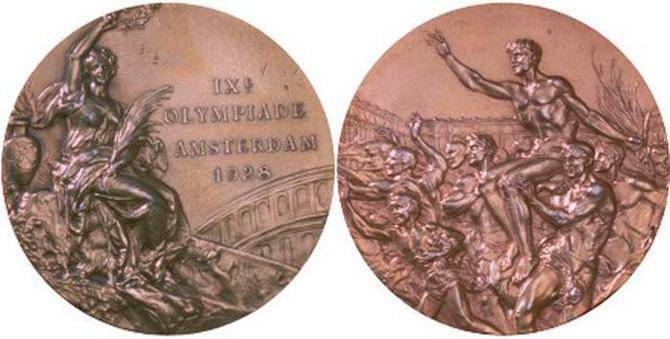 IXᴱ
OLYMPIADE
AMSTERDAM
1928